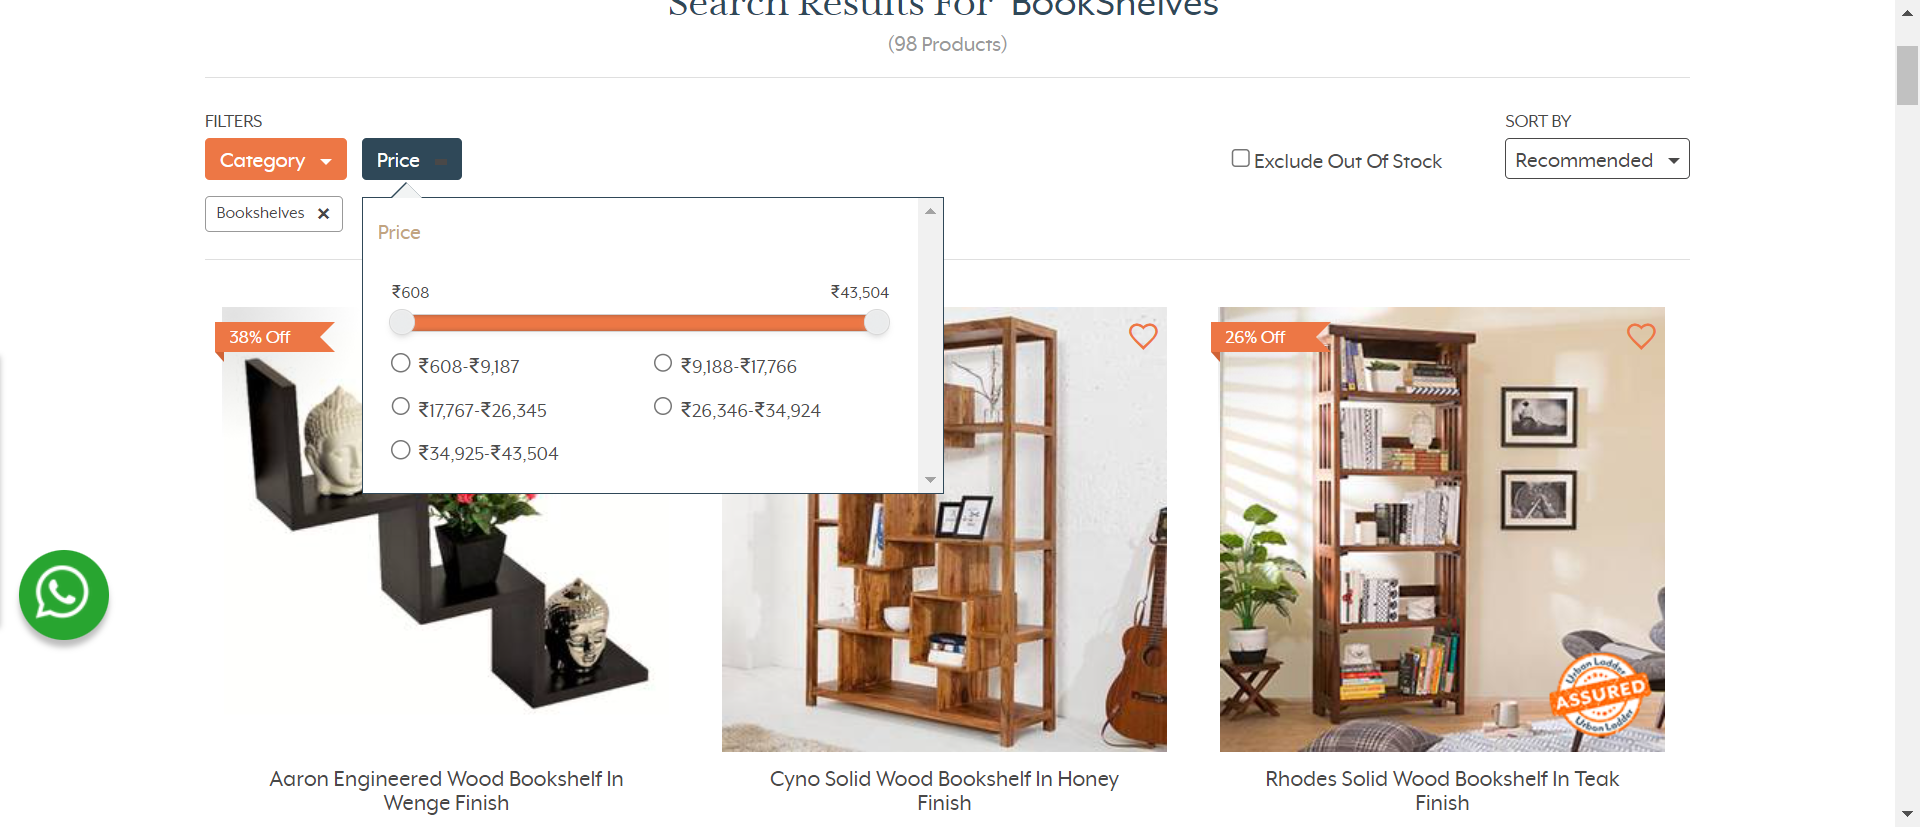 Search Results For BookShelves
(98 Products)
FILTERS
SORT BY
Category
Price
Exclude Out Of Stock
Recommended
Bookshelves ×
Price
₹608
₹43,504
₹608-₹9,187
₹9,188-₹17,766
₹17,767-₹26,345
₹26,346-₹34,924
₹34,925-₹43,504
38% Off
26% Off
Urban Ladder
ASSURED
Urban Ladder
Aaron Engineered Wood Bookshelf In
Wenge Finish
Cyno Solid Wood Bookshelf In Honey
Finish
Rhodes Solid Wood Bookshelf In Teak
Finish